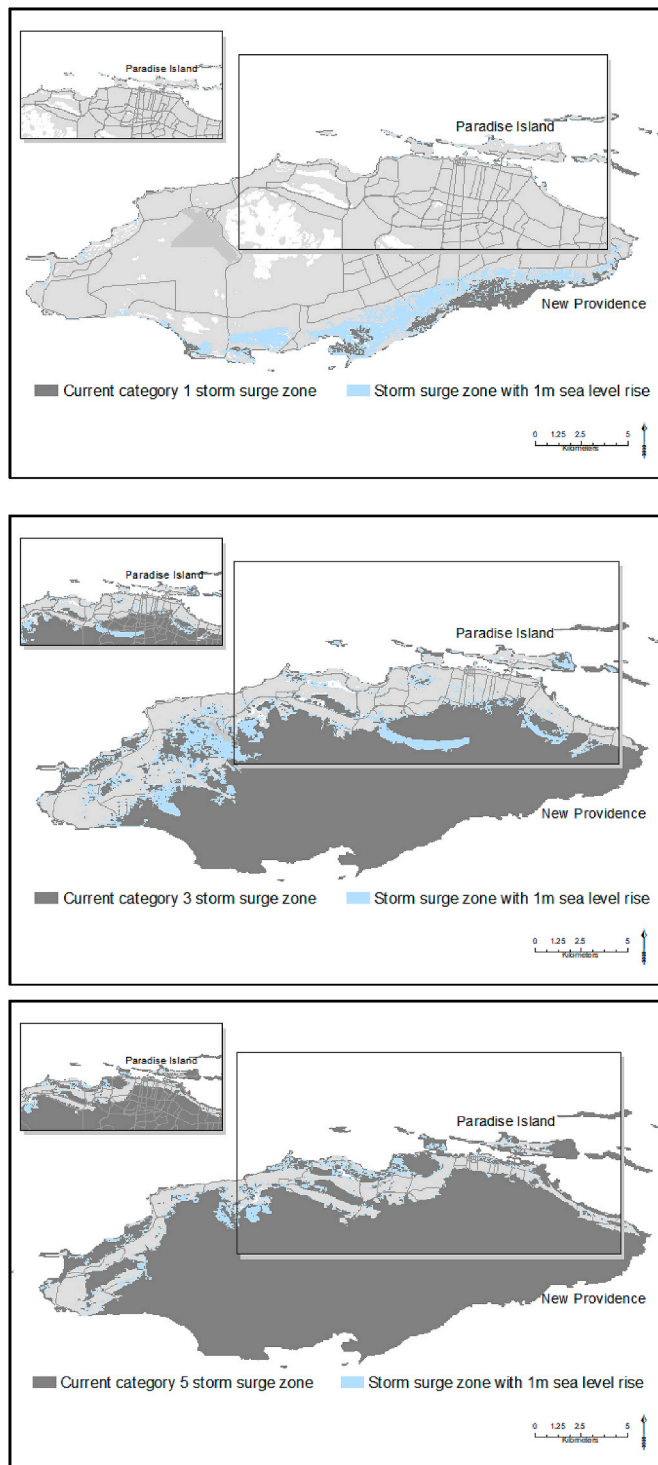 Paradise Island
Paradise Island
New Providence
Current category 1 storm surge zone
Storm surge zone with 1m sea level rise
0 1.25 2.5 5
Kilometers
Paradise Island
Paradise Island
New Providence
Current category 3 storm surge zone
Storm surge zone with 1m sea level rise
0 1.25 2.5 5
Kilometers
Paradise Island
Paradise Island
New Providence
Current category 5 storm surge zone
Storm surge zone with 1m sea level rise
0 1.25 2.5 5
Kilometers